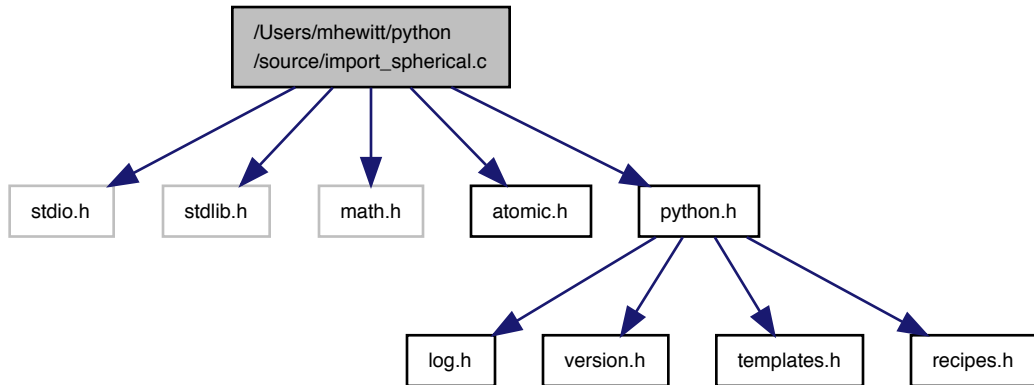 /Users/mhewitt/python
/source/import_spherical.c
stdio.h
stdlib.h
math.h
atomic.h
python.h
log.h
version.h
templates.h
recipes.h